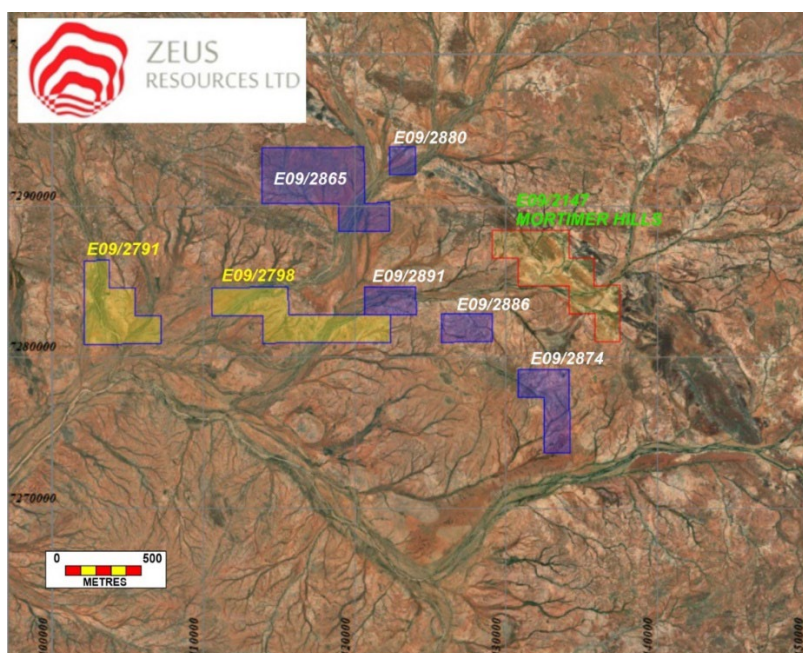 ZEUS
RESOURCES LTD
E09/2880
E09/2865
7290000
E09/2147
MORTIMER HILLS
E09/2791
E09/2798
E09/2891
E09/2886
7280000
E09/2874
7270000
0 500
METRES